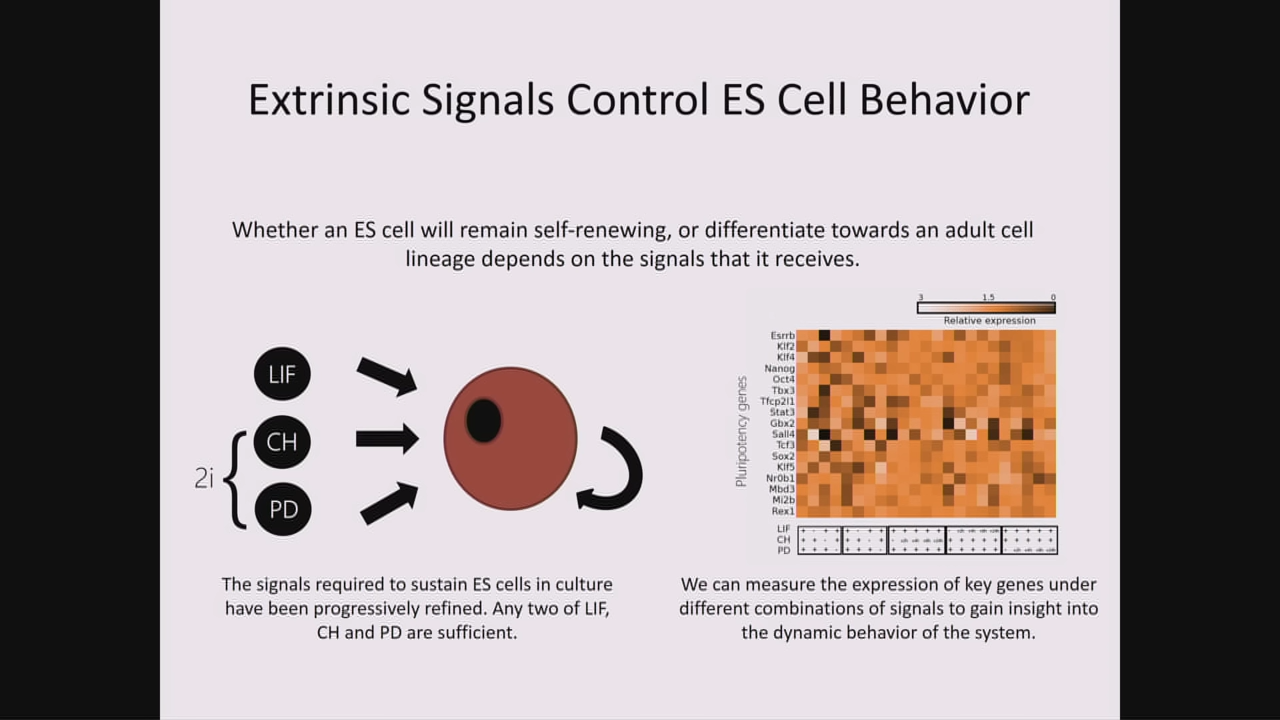 Extrinsic Signals Control ES Cell Behavior
Whether an ES cell will remain self-renewing, or differentiate towards an adult cell
lineage depends on the signals that it receives.
LIF
CH
PD
2i
The signals required to sustain ES cells in culture
have been progressively refined. Any two of LIF,
CH and PD are sufficient.
3 1.5 0
Relative expression
Pluripotency genes
Esrrb
Klf2
Klf4
Nanog
Oct4
Tbx3
Tfcp2l1
Stat3
Gbx2
Sall4
Tcf3
Sox2
Klf5
Nr0b1
Mbd3
Mi2b
Rex1
LIF
CH
PD
We can measure the expression of key genes under
different combinations of signals to gain insight into
the dynamic behavior of the system.